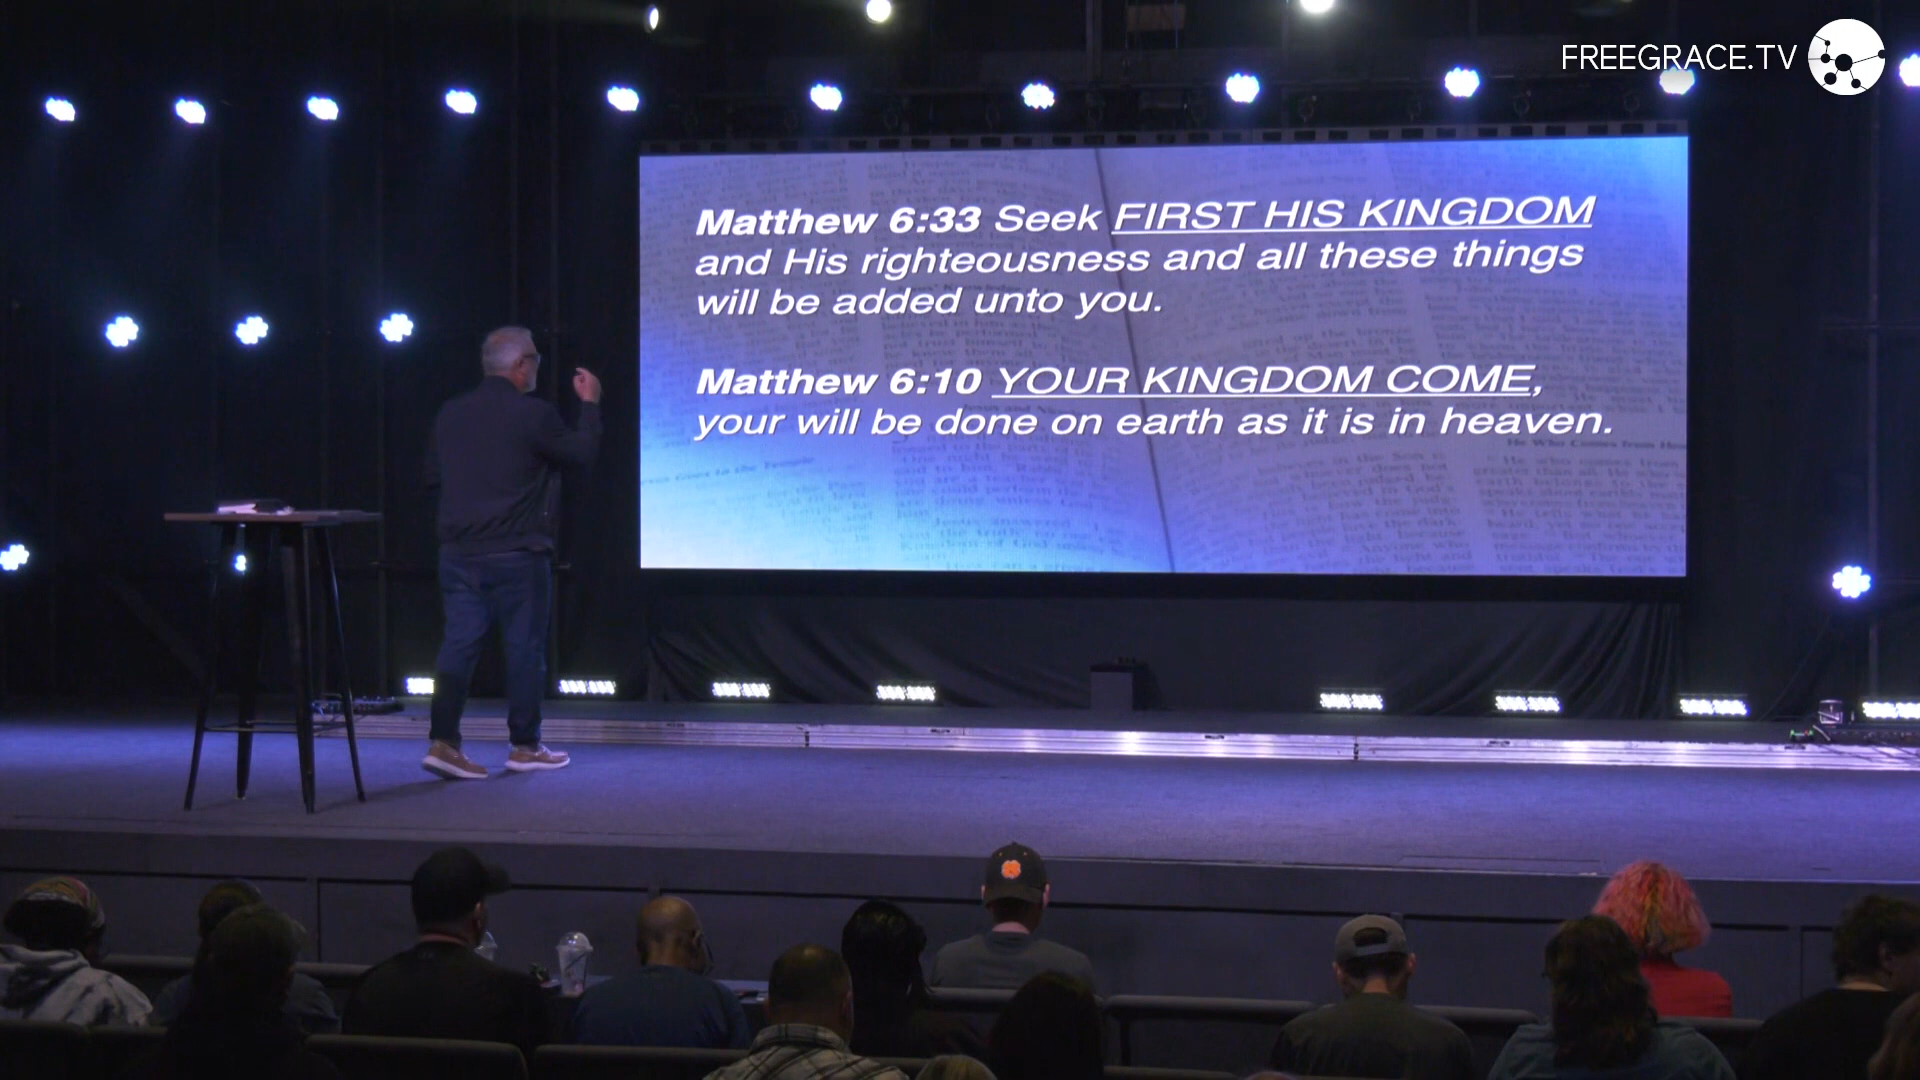 FREEGRACE.TV
Matthew 6:33 Seek FIRST HIS KINGDOM
and His righteousness and all these things
will be added unto you.
Matthew 6:10 YOUR KINGDOM COME,
your will be done on earth as it is in heaven.